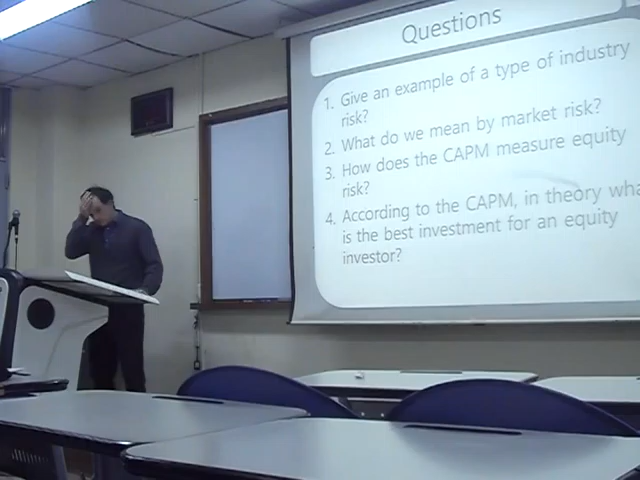 Questions
1. Give an example of a type of industry
risk?
2. What do we mean by market risk?
3. How does the CAPM measure equity
risk?
4. According to the CAPM, in theory wha
is the best investment for an equity
investor?